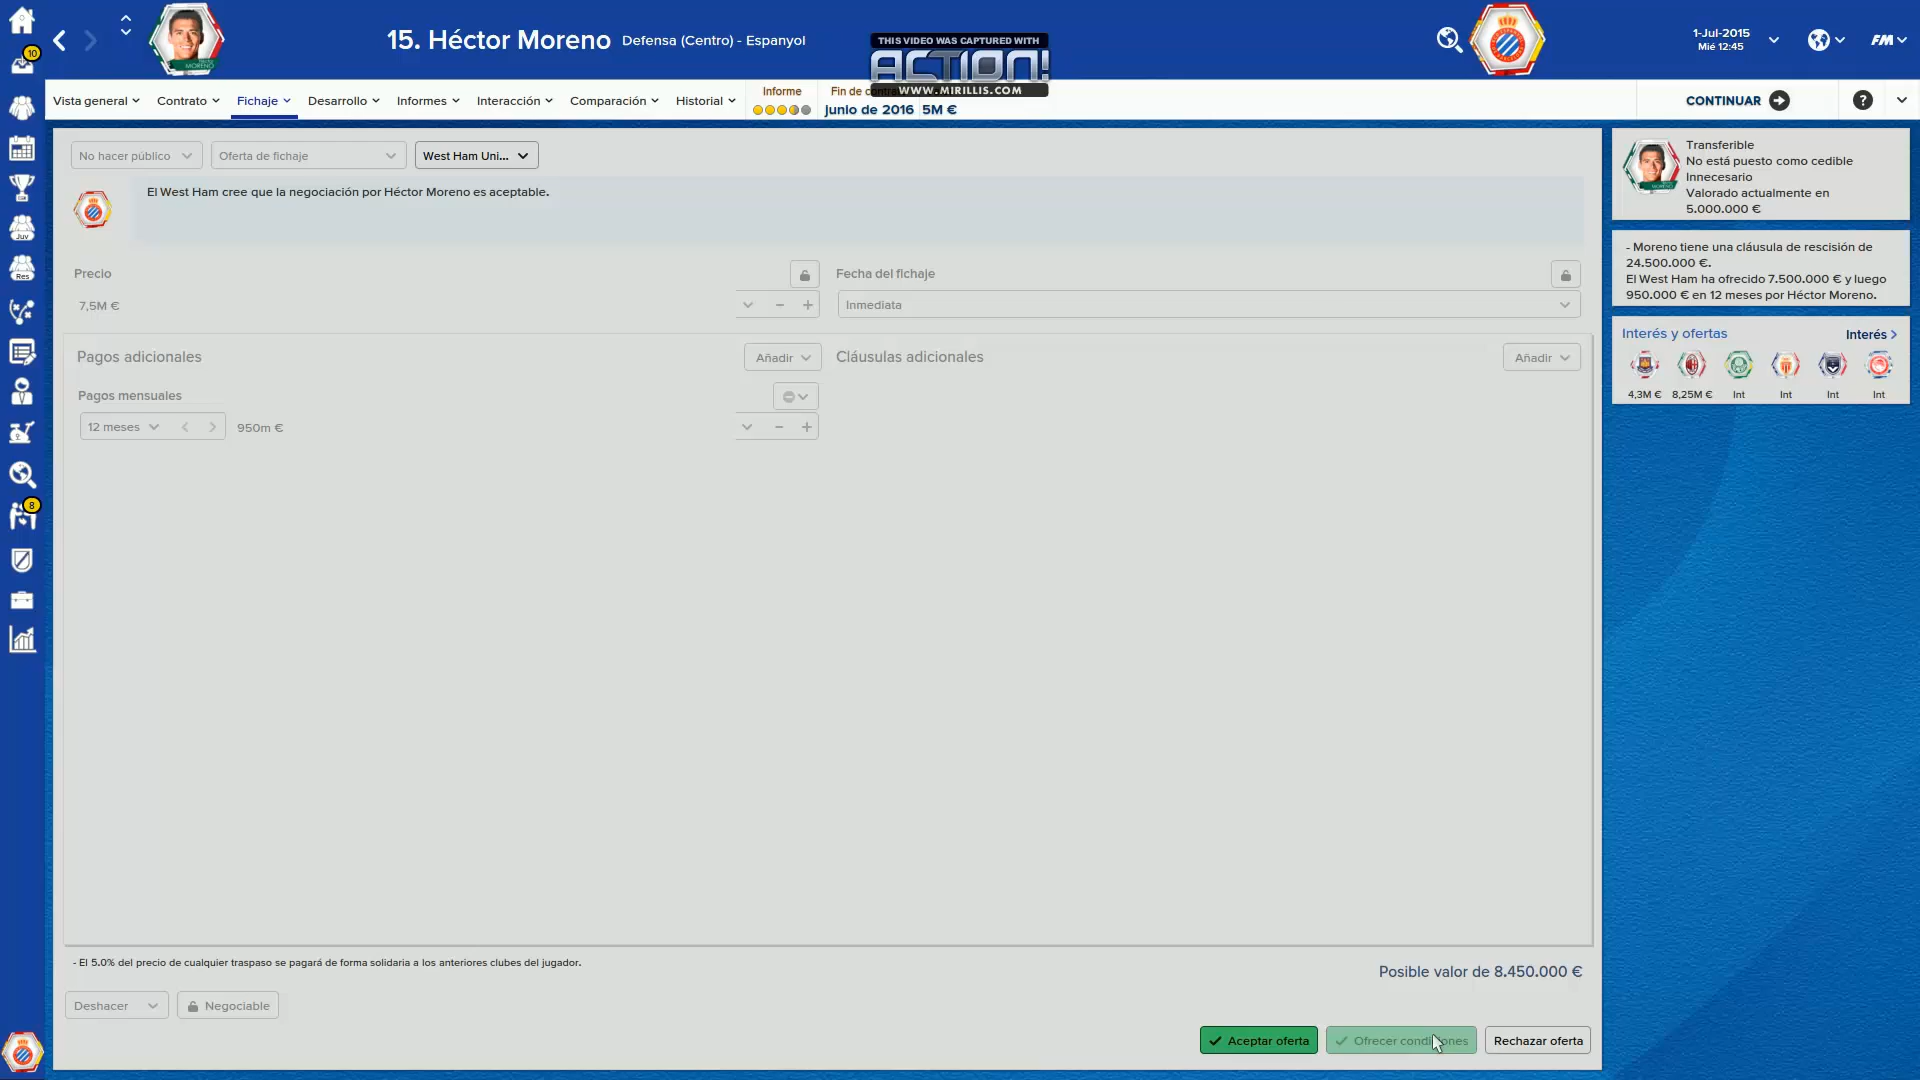 15. Héctor Moreno Defensa (Centro) - Espanyol
THIS VIDEO WAS CAPTURED WITH
ACTION!
WWW.MIRILLIS.COM
1-Jul-2015
Mié 12:45
FM
10
MORENO
Vista general
Contrato
Fichaje
Desarrollo
Informes
Interacción
Comparación
Historial
Informe
Fin de
junio de 2016
5M €
CONTINUAR
?
No hacer público
Oferta de fichaje
West Ham Uni...
El West Ham cree que la negociación por Héctor Moreno es aceptable.
Precio
7,5M €
Fecha del fichaje
Inmediata
Pagos adicionales
Añadir
Cláusulas adicionales
Añadir
Pagos mensuales
12 meses
950m €
- El 5.0% del precio de cualquier traspaso se pagará de forma solidaria a los anteriores clubes del jugador.
Posible valor de 8.450.000 €
Deshacer
Negociable
Aceptar oferta
Rechazar oferta
Transferible
No está puesto como cedible
Innecesario
Valorado actualmente en
5.000.000 €
- Moreno tiene una cláusula de rescisión de
24.500.000 €.
El West Ham ha ofrecido 7.500.000 € y luego
950.000 € en 12 meses por Héctor Moreno.
Interés y ofertas
Interés
4,3M €
8,25M €
Int
Int
Int
Int
Juv
Res
8